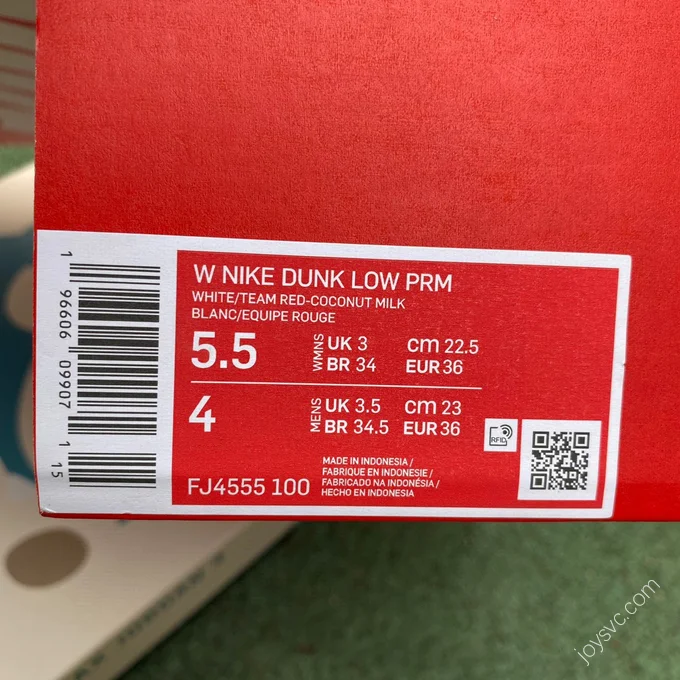 W NIKE DUNK LOW PRM
WHITE/TEAM RED-COCONUT MILK
BLANC/EQUIPE ROUGE
5.5 WMNS UK 3 cm 22.5
BR 34 EUR 36
4 MENS UK 3.5 cm 23
BR 34.5 EUR 36
RFID
MADE IN INDONESIA /
FABRIQUE EN INDONESIE /
FABRICADO NA INDONÉSIA /
HECHO EN INDONESIA
FJ4555 100
1 96606 09907 1 15
joysvc.com